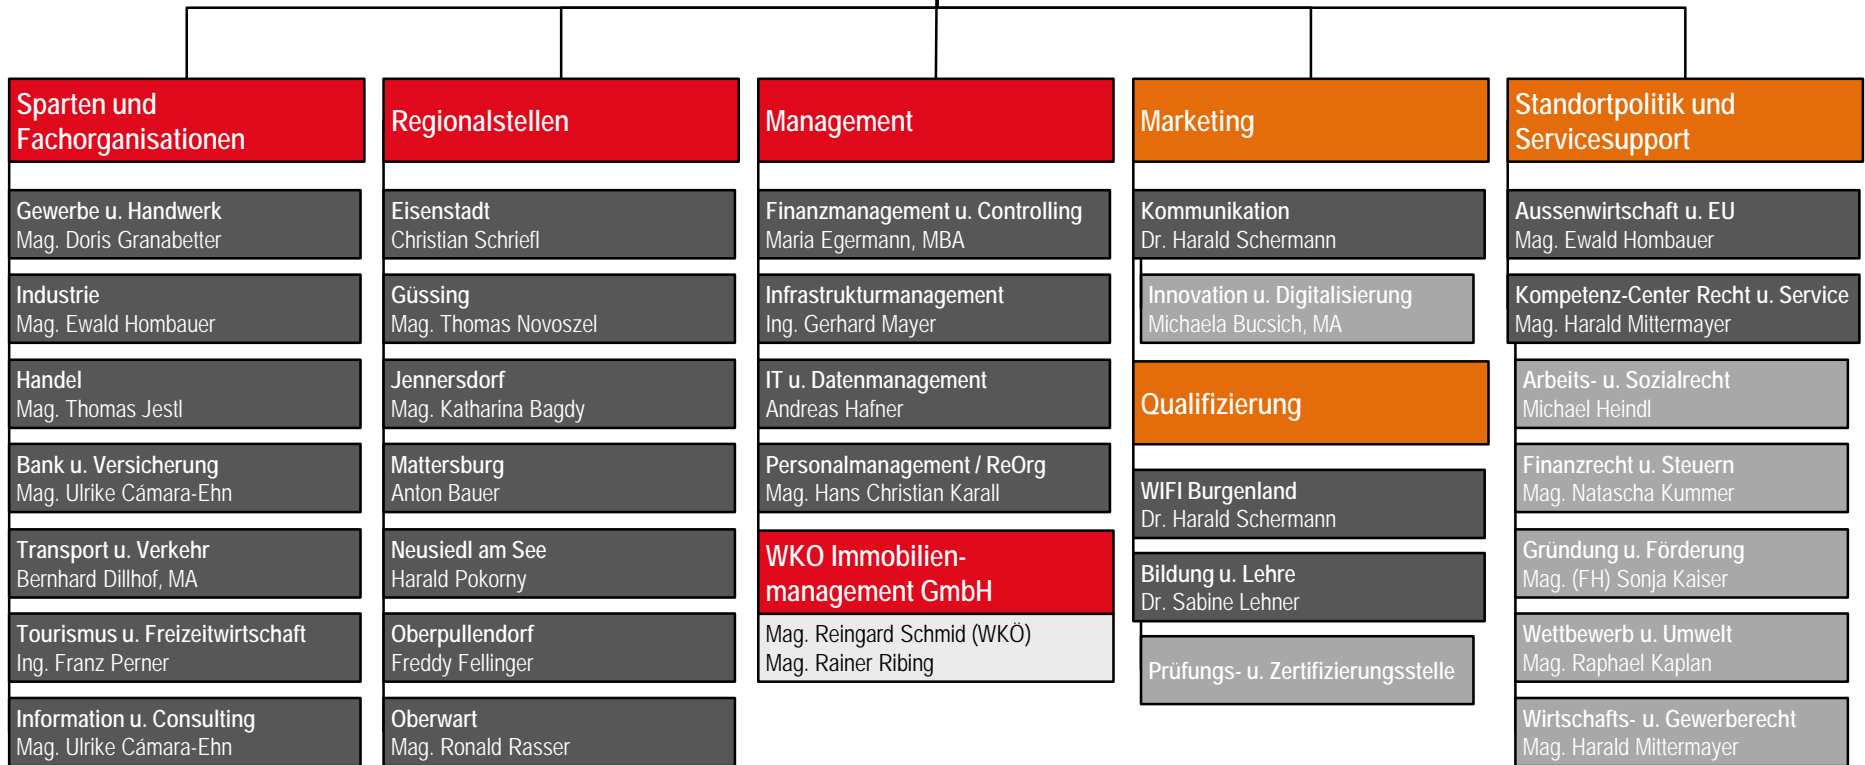 Sparten und
Fachorganisationen
Gewerbe u. Handwerk
Mag. Doris Granabetter
Industrie
Mag. Ewald Hombauer
Handel
Mag. Thomas Jestl
Bank u. Versicherung
Mag. Ulrike Cámara-Ehn
Transport u. Verkehr
Bernhard Dillhof, MA
Tourismus u. Freizeitwirtschaft
Ing. Franz Perner
Information u. Consulting
Mag. Ulrike Cámara-Ehn
Regionalstellen
Eisenstadt
Christian Schriefl
Güssing
Mag. Thomas Novoszel
Jennersdorf
Mag. Katharina Bagdy
Mattersburg
Anton Bauer
Neusiedl am See
Harald Pokorny
Oberpullendorf
Freddy Fellinger
Oberwart
Mag. Ronald Rasser
Management
Finanzmanagement u. Controlling
Maria Egermann, MBA
Infrastrukturmanagement
Ing. Gerhard Mayer
IT u. Datenmanagement
Andreas Hafner
Personalmanagement / ReOrg
Mag. Hans Christian Karall
WKO Immobilien-
management GmbH
Mag. Reingard Schmid (WKÖ)
Mag. Rainer Ribing
Marketing
Kommunikation
Dr. Harald Schermann
Innovation u. Digitalisierung
Michaela Bucsich, MA
Qualifizierung
WIFI Burgenland
Dr. Harald Schermann
Bildung u. Lehre
Dr. Sabine Lehner
Prüfungs- u. Zertifizierungsstelle
Standortpolitik und
Servicesupport
Aussenwirtschaft u. EU
Mag. Ewald Hombauer
Kompetenz-Center Recht u. Service
Mag. Harald Mittermayer
Arbeits- u. Sozialrecht
Michael Heindl
Finanzrecht u. Steuern
Mag. Natascha Kummer
Gründung u. Förderung
Mag. (FH) Sonja Kaiser
Wettbewerb u. Umwelt
Mag. Raphael Kaplan
Wirtschafts- u. Gewerberecht
Mag. Harald Mittermayer